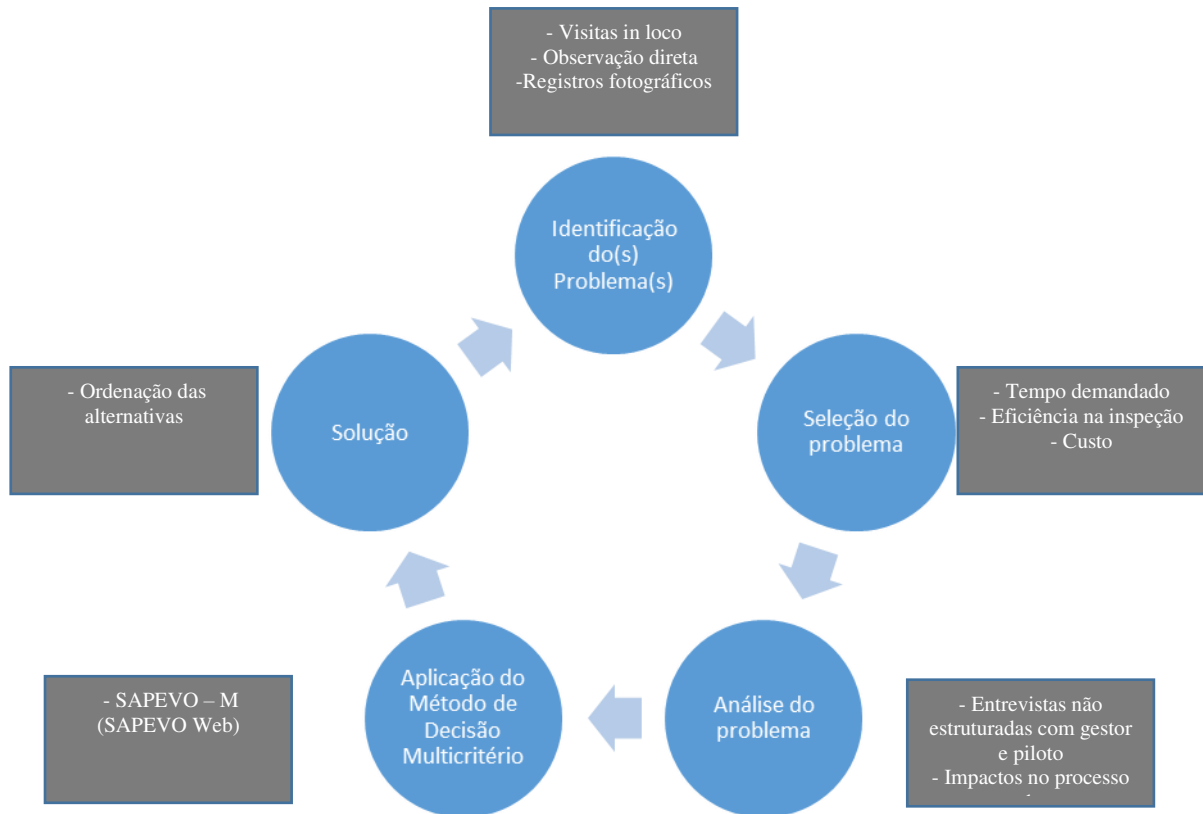 - Visitas in loco
- Observação direta
-Registros fotográficos
Identificação
do(s)
Problema(s)
Seleção do
problema
- Tempo demandado
- Eficiência na inspeção
- Custo
Análise do
problema
- Entrevistas não
estruturadas com gestor
e piloto
- Impactos no processo
Aplicação do
Método de
Decisão
Multicritério
- SAPEVO – M
(SAPEVO Web)
Solução
- Ordenação das
alternativas